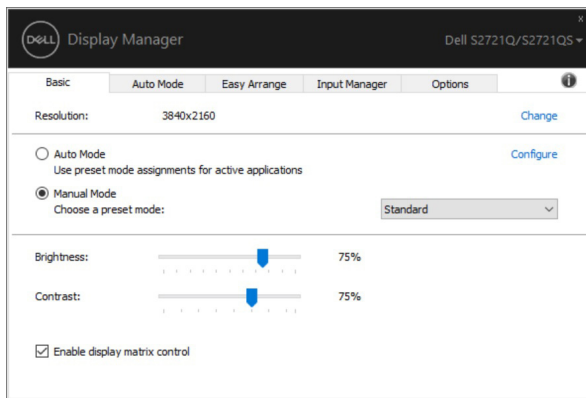 x
DELL Display Manager
Dell S2721Q/S2721QS
Basic Auto Mode Easy Arrange Input Manager Options
Resolution: 3840x2160 Change
Auto Mode Configure
Use preset mode assignments for active applications
Manual Mode
Choose a preset mode: Standard
Brightness: 75%
Contrast: 75%
Enable display matrix control